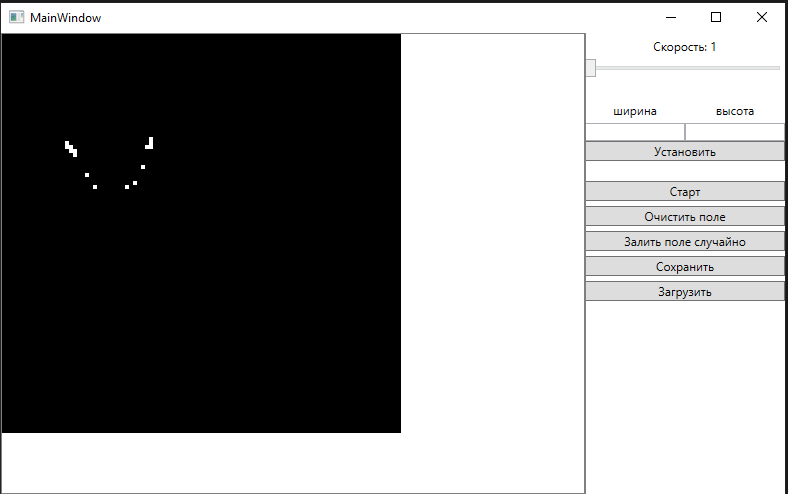 MainWindow
Скорость: 1
ширина высота
Установить
Старт
Очистить поле
Залить поле случайно
Сохранить
Загрузить